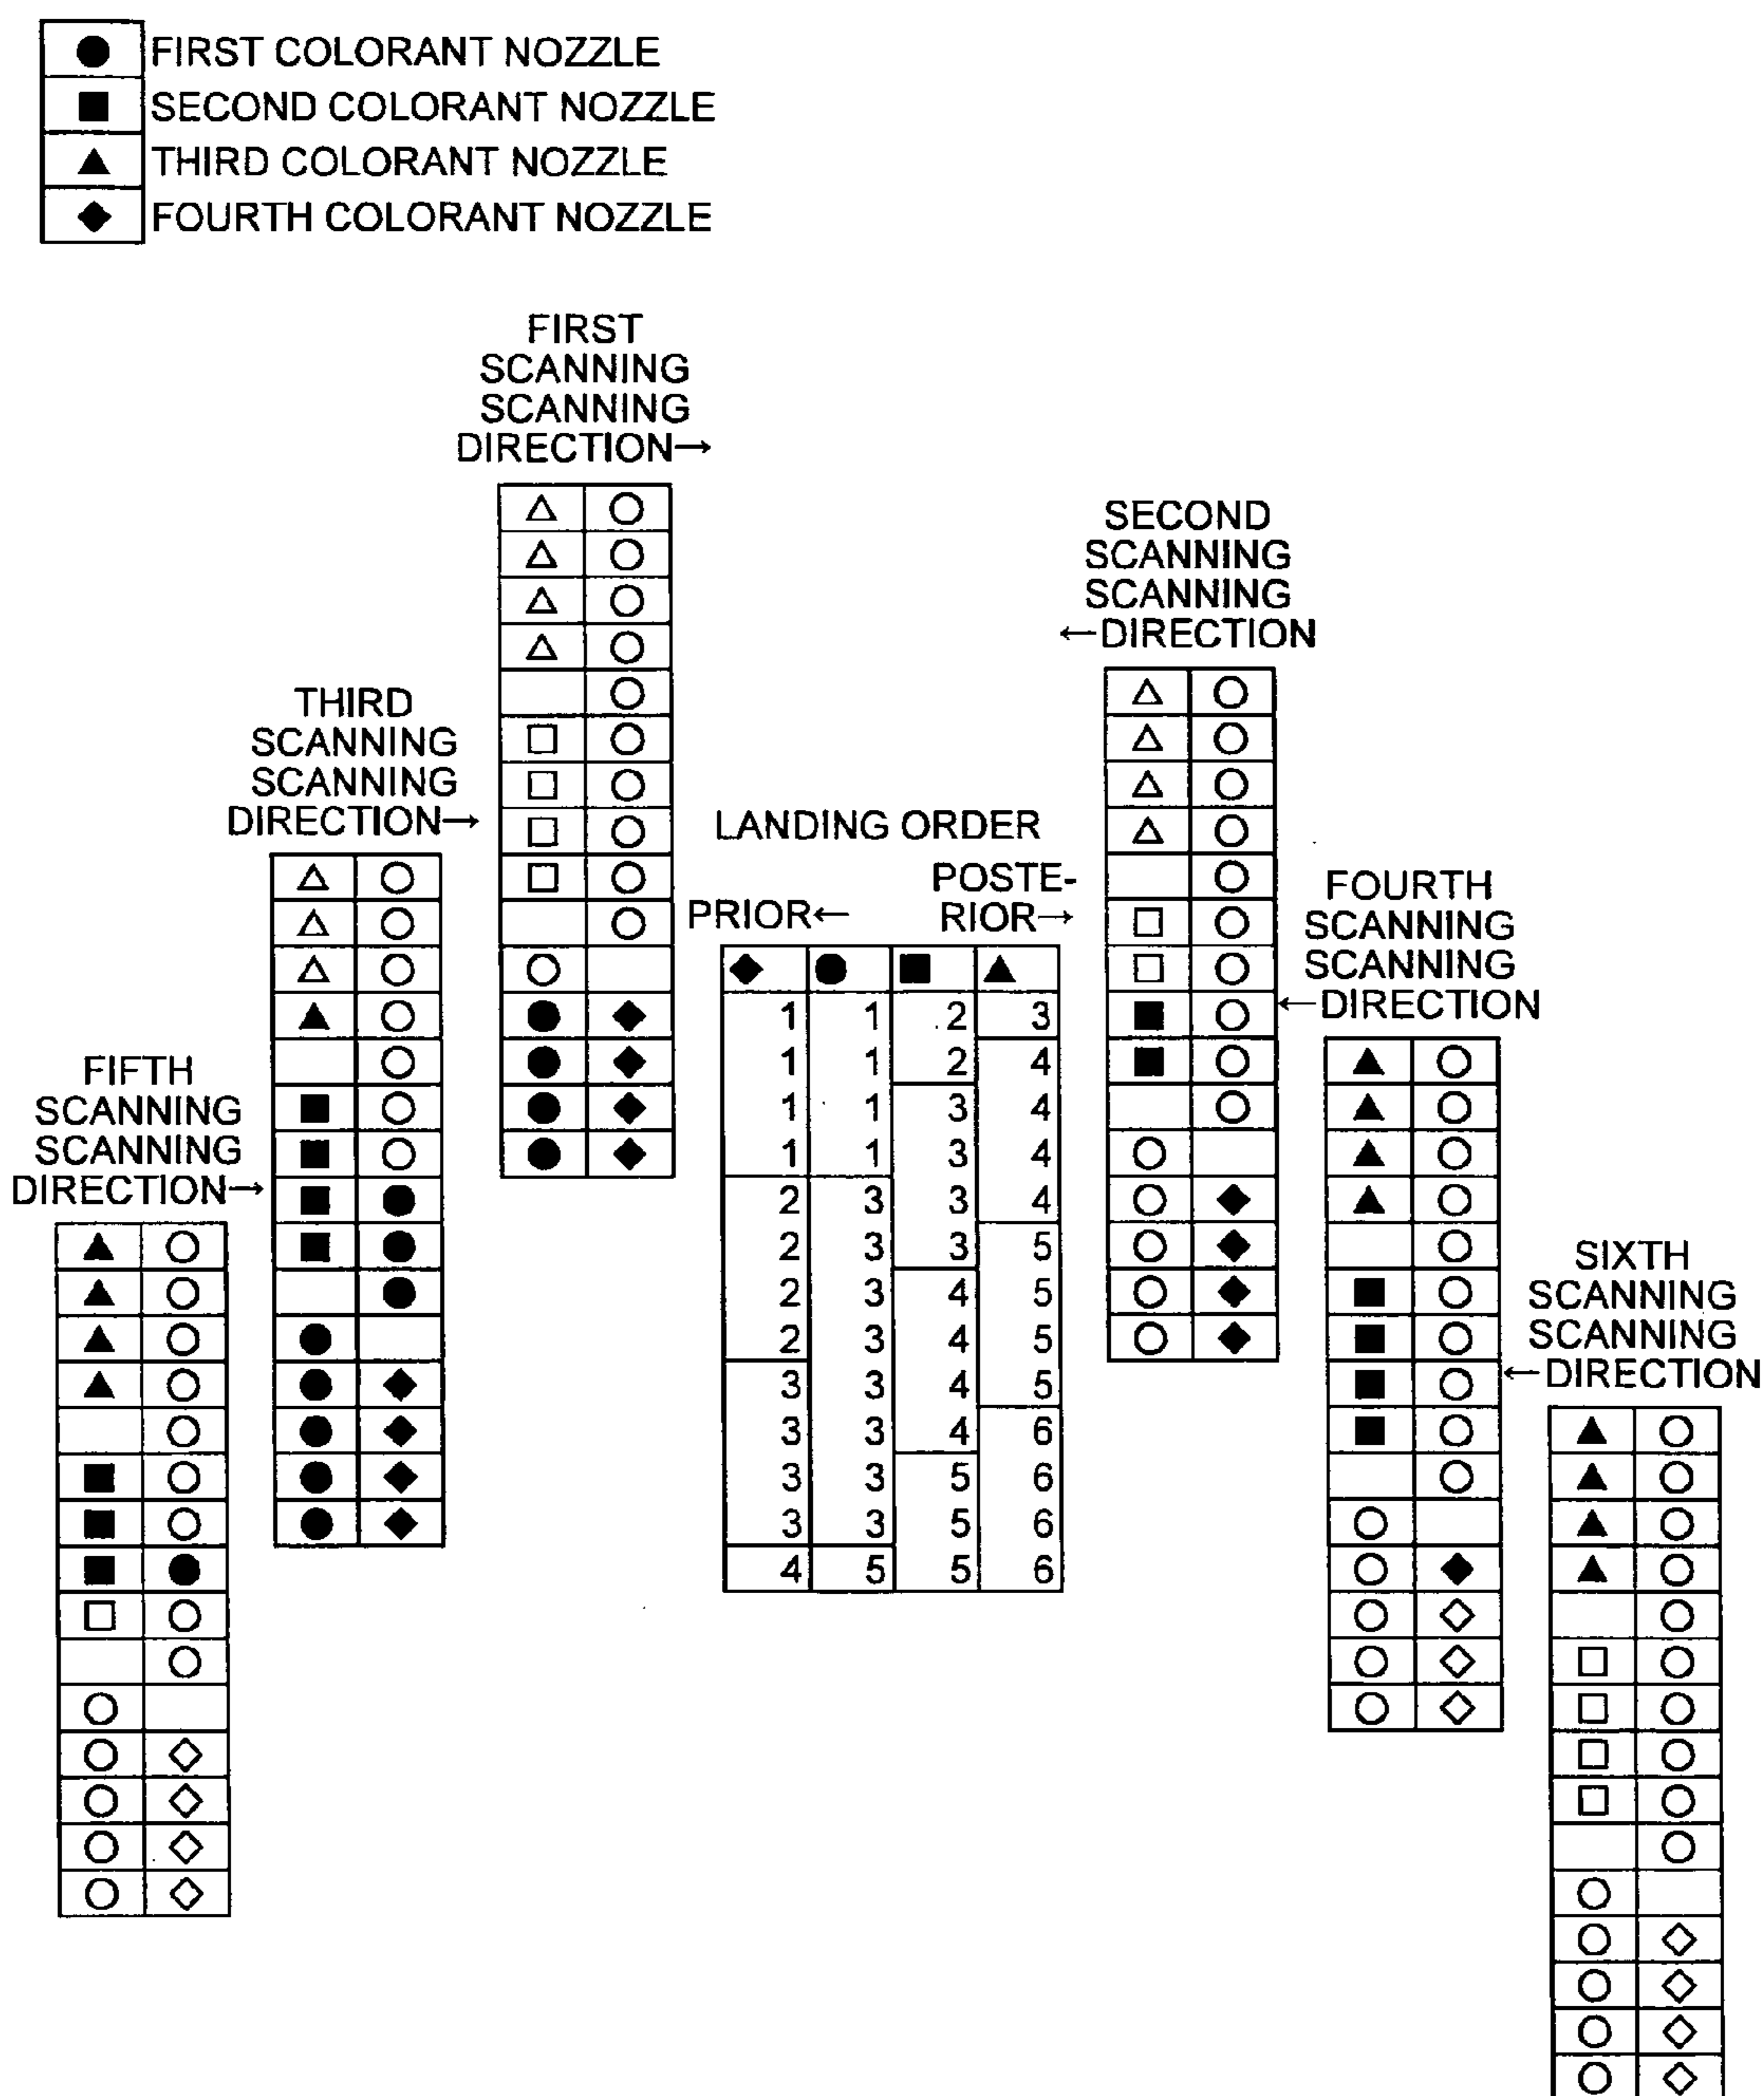 FIRST COLORANT NOZZLE
SECOND COLORANT NOZZLE
THIRD COLORANT NOZZLE
FOURTH COLORANT NOZZLE
FIRST
SCANNING
SCANNING
DIRECTION→
SECOND
SCANNING
SCANNING
←DIRECTION
THIRD
SCANNING
SCANNING
DIRECTION→
LANDING ORDER
PRIOR←
POSTE-
RIOR→
FOURTH
SCANNING
SCANNING
←DIRECTION
1 1 2 3
1 1 2 4
1 1 3 4
1 1 3 4
2 3 3 4
2 3 3 5
2 3 4 5
2 3 4 5
3 3 4 5
3 3 4 6
3 3 5 6
3 3 5 6
4 5 5 6
FIFTH
SCANNING
SCANNING
DIRECTION→
SIXTH
SCANNING
SCANNING
←DIRECTION